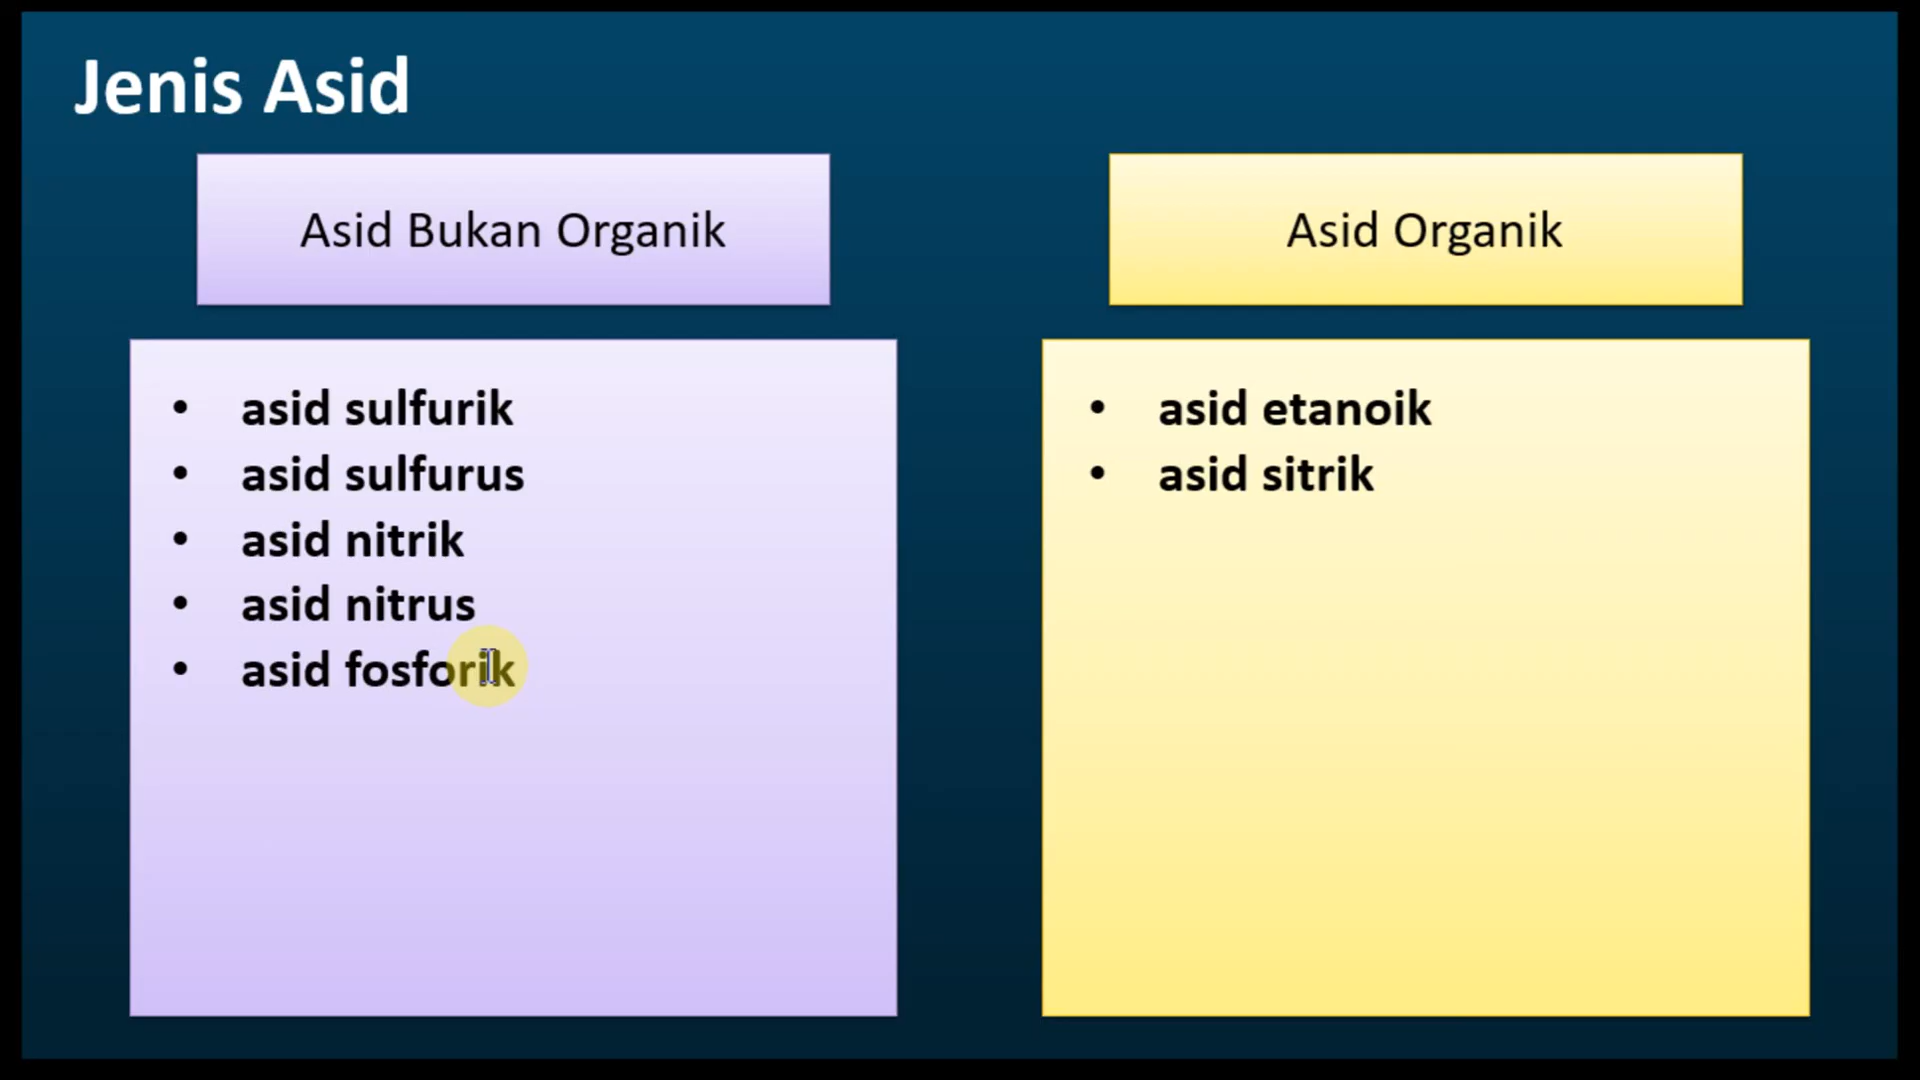 Jenis Asid
Asid Bukan Organik
• asid sulfurik
• asid sulfurus
• asid nitrik
• asid nitrus
• asid fosforik
Asid Organik
• asid etanoik
• asid sitrik